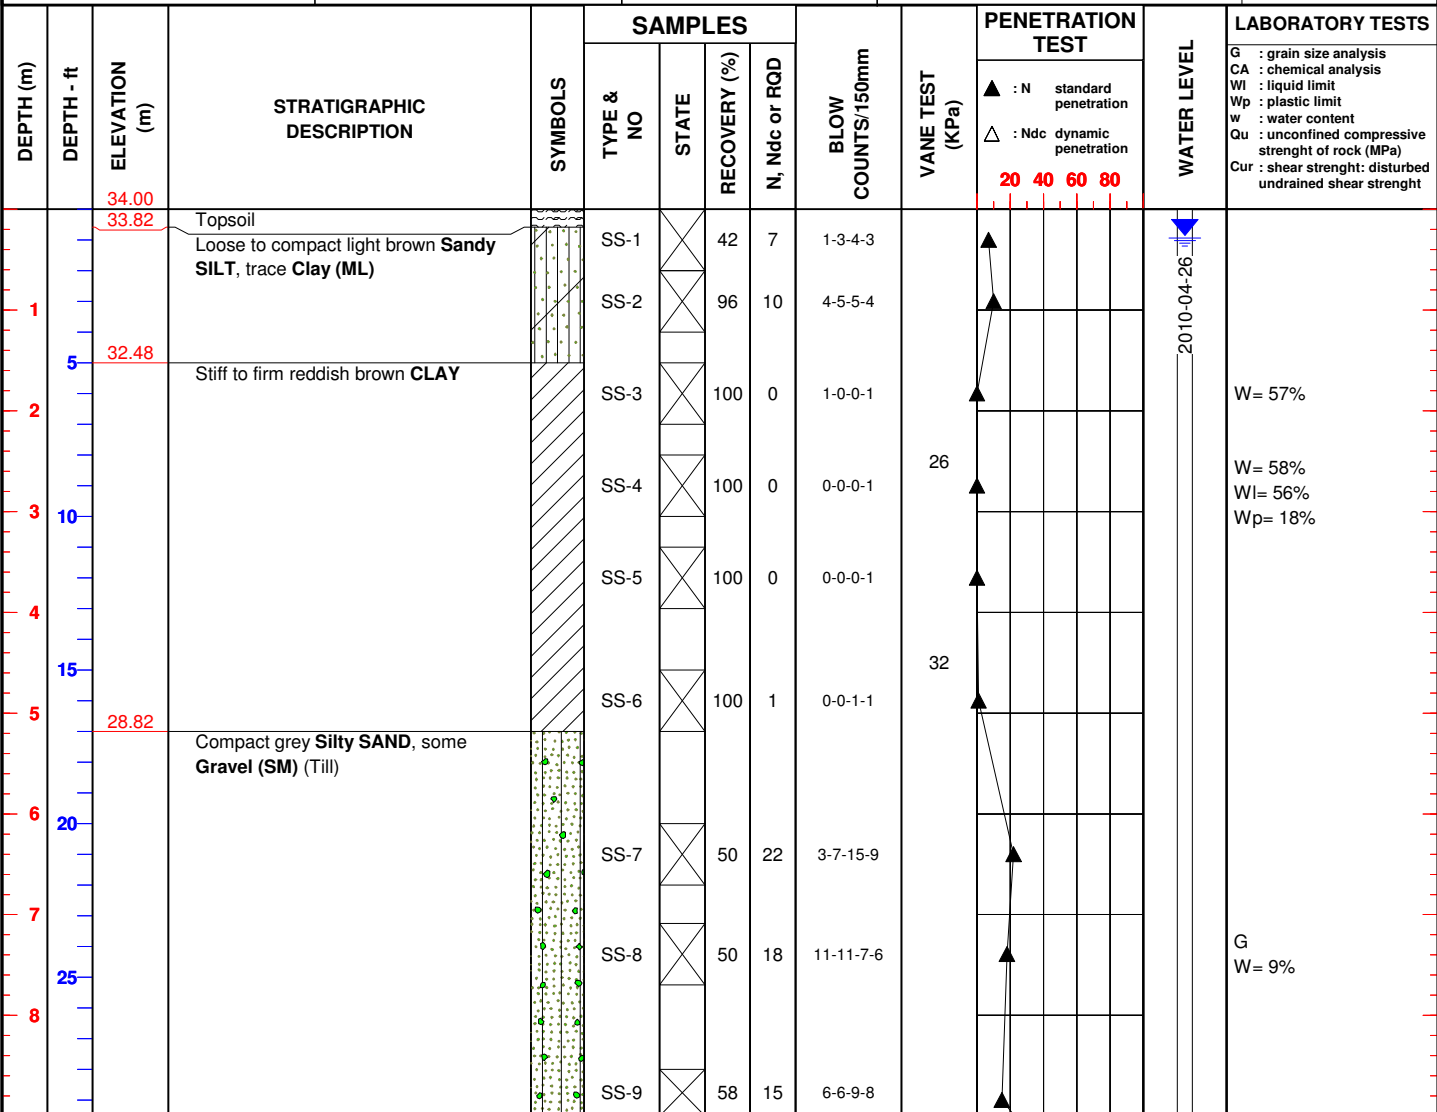 DEPTH (m)
DEPTH - ft
ELEVATION
(m)
STRATIGRAPHIC
DESCRIPTION
SYMBOLS
SAMPLES
TYPE &
NO
STATE
RECOVERY (%)
N, Ndc or RQD
BLOW
COUNTS/150mm
VANE TEST
(KPa)
PENETRATION
TEST
: N standard
penetration
: Ndc dynamic
penetration
20 40 60 80
WATER LEVEL
LABORATORY TESTS
G : grain size analysis
CA : chemical analysis
Wl : liquid limit
Wp : plastic limit
w : water content
Qu : unconfined compressive
strenght of rock (MPa)
Cur : shear strenght: disturbed
undrained shear strenght
34.00
33.82 Topsoil
Loose to compact light brown Sandy
SILT, trace Clay (ML)
SS-1 42 7 1-3-4-3
2010-04-26
1 SS-2 96 10 4-5-5-4
5 32.48
Stiff to firm reddish brown CLAY
SS-3 100 0 1-0-0-1 W= 57%
2
26
W= 58%
SS-4 100 0 0-0-0-1
Wl= 56%
3 10 Wp= 18%
SS-5 100 0 0-0-0-1
4
32
15
SS-6 100 1 0-0-1-1
5 28.82
Compact grey Silty SAND, some
Gravel (SM) (Till)
6
20
SS-7 50 22 3-7-15-9
7
G
SS-8 50 18 11-11-7-6
W= 9%
25
8
SS-9 58 15 6-6-9-8